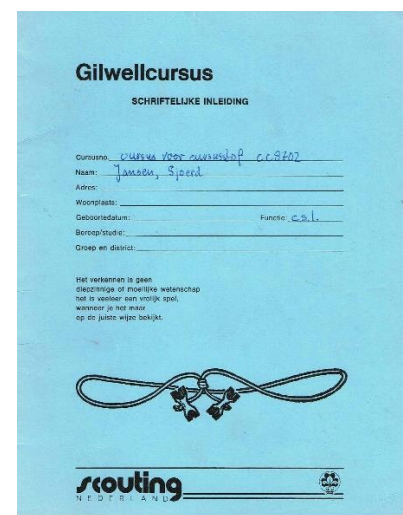 Gilwellcursus
SCHRIFTELIJKE INLEIDING
Cursusno. cursus voor cursusstaf cc8702
Naam: Jansen, Sjoerd
Adres:
Woonplaats:
Geboortedatum: Functie: c.s.l.
Beroep/studie:
Groep en district:
Het verkennen is geen
diepzinnige of moeilijke wetenschap
het is veeleer een vrolijk spel,
wanneer je het maar
op de juiste wijze bekijkt.
scouting
NEDERLAND